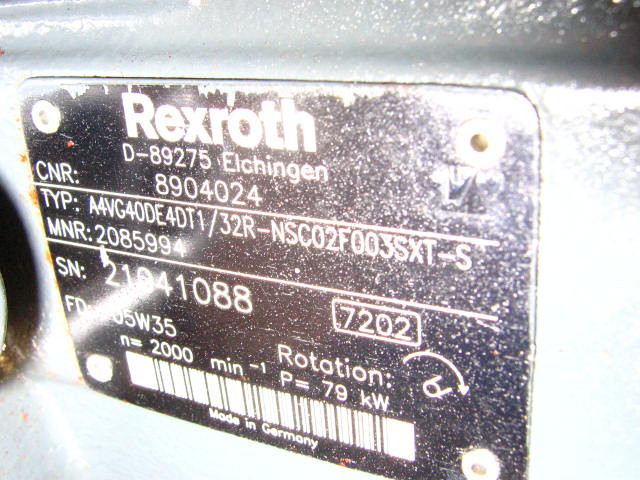 Rexroth
D-89275 Elchingen
CNR: 8904024
TYP: A4VG40DE4DT1/32R-NSC02F003SXT-S
MNR: 2085994
SN: 21041088
7202
FD: 05W35
Rotation:
n= 2000 min -1 P= 79 kW
Made in Germany